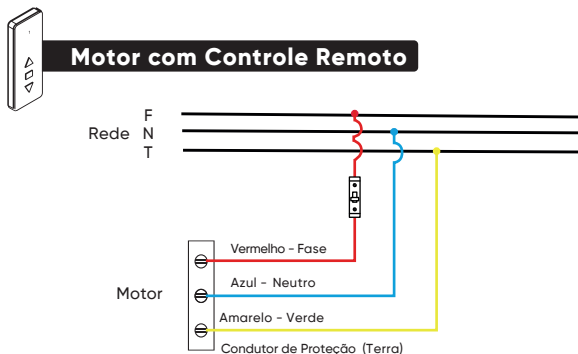 Motor com Controle Remoto
F
Rede N
T
Vermelho - Fase
Azul - Neutro
Motor
Amarelo - Verde
Condutor de Proteção (Terra)